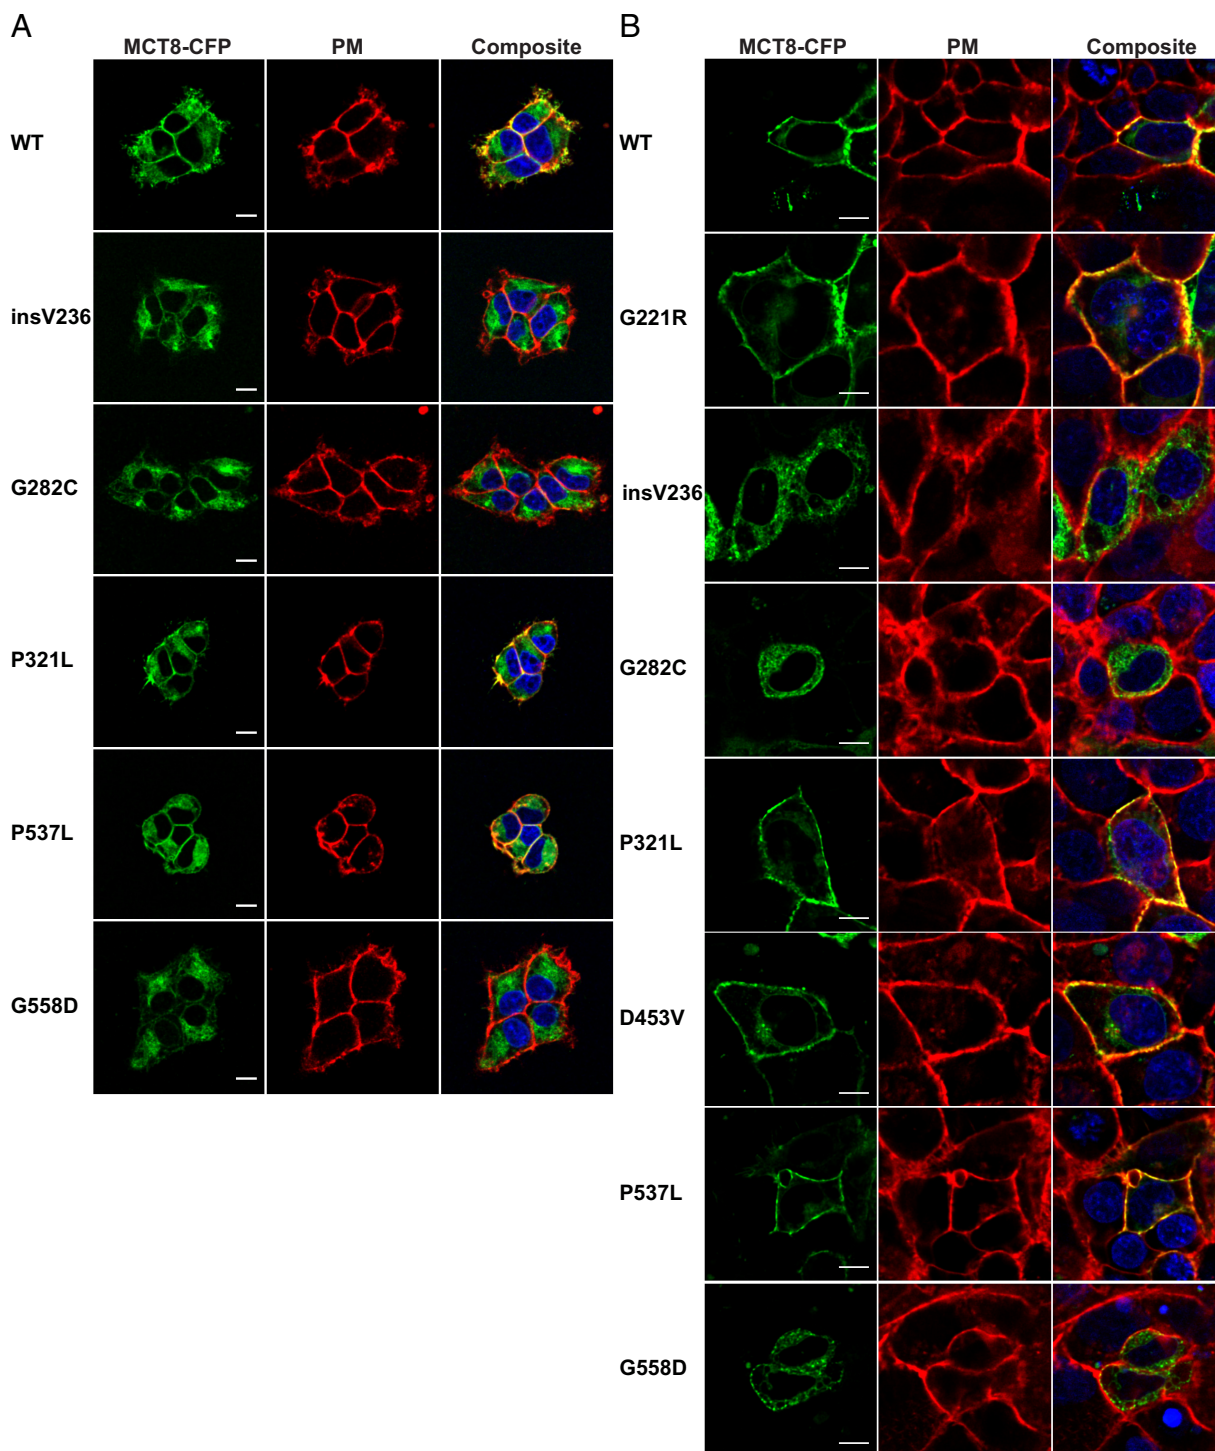 A
MCT8-CFP PM Composite
WT
insV236
G282C
P321L
P537L
G558D
B
MCT8-CFP PM Composite
WT
G221R
insV236
G282C
P321L
D453V
P537L
G558D